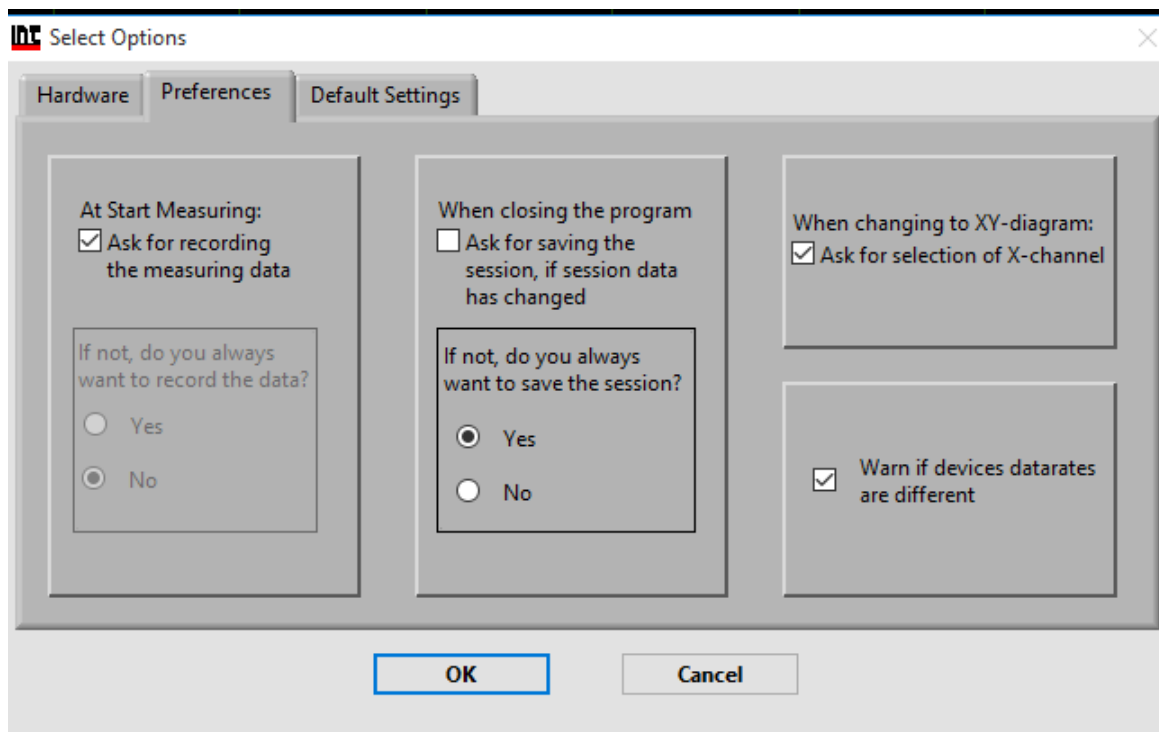 Select Options
Hardware
Preferences
Default Settings
At Start Measuring:
Ask for recording
the measuring data
If not, do you always
want to record the data?
Yes
No
When closing the program
Ask for saving the
session, if session data
has changed
If not, do you always
want to save the session?
Yes
No
When changing to XY-diagram:
Ask for selection of X-channel
Warn if devices datarates
are different
OK
Cancel